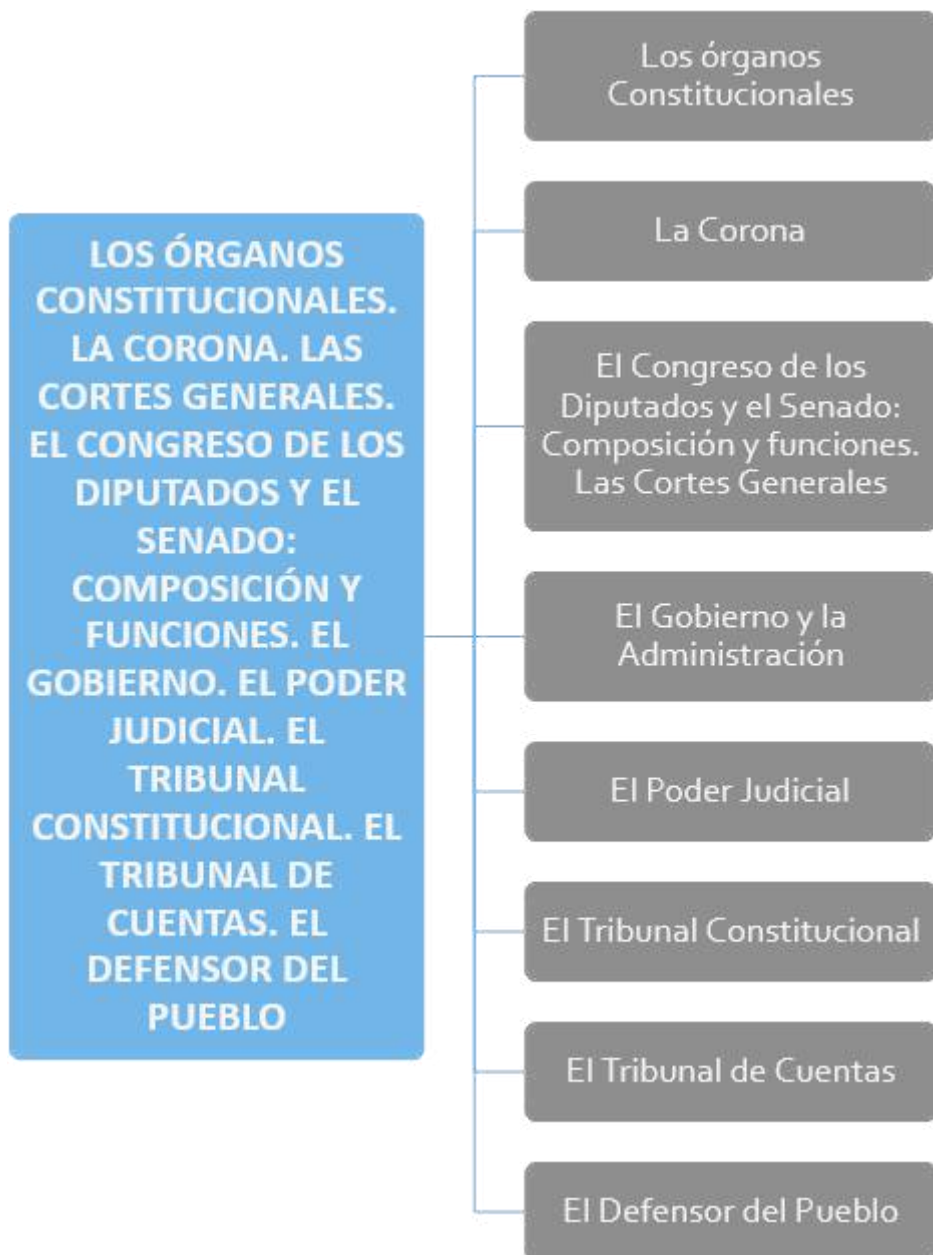 LOS ÓRGANOS
CONSTITUCIONALES.
LA CORONA. LAS
CORTES GENERALES.
EL CONGRESO DE LOS
DIPUTADOS Y EL
SENADO:
COMPOSICIÓN Y
FUNCIONES. EL
GOBIERNO. EL PODER
JUDICIAL. EL
TRIBUNAL
CONSTITUCIONAL. EL
TRIBUNAL DE
CUENTAS. EL
DEFENSOR DEL
PUEBLO
Los órganos
Constitucionales
La Corona
El Congreso de los
Diputados y el Senado:
Composición y funciones.
Las Cortes Generales
El Gobierno y la
Administración
El Poder Judicial
El Tribunal Constitucional
El Tribunal de Cuentas
El Defensor del Pueblo